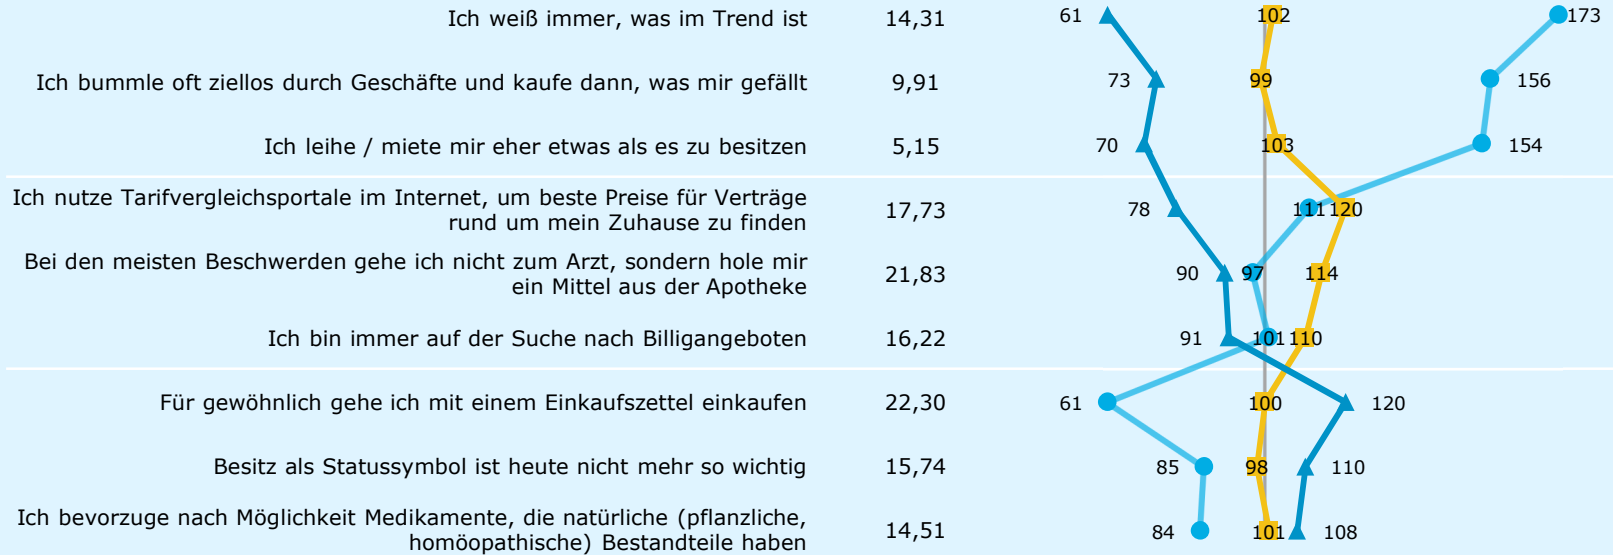 Ich weiß immer, was im Trend ist 14,31 61 102 173
Ich bummle oft ziellos durch Geschäfte und kaufe dann, was mir gefällt 9,91 73 99 156
Ich leihe / miete mir eher etwas als es zu besitzen 5,15 70 103 154
Ich nutze Tarifvergleichsportale im Internet, um beste Preise für Verträge
rund um mein Zuhause zu finden 17,73 78 111 120
Bei den meisten Beschwerden gehe ich nicht zum Arzt, sondern hole mir
ein Mittel aus der Apotheke 21,83 90 97 114
Ich bin immer auf der Suche nach Billigangeboten 16,22 91 101 110
Für gewöhnlich gehe ich mit einem Einkaufszettel einkaufen 22,30 61 100 120
Besitz als Statussymbol ist heute nicht mehr so wichtig 15,74 85 98 110
Ich bevorzuge nach Möglichkeit Medikamente, die natürliche (pflanzliche,
homöopathische) Bestandteile haben 14,51 84 101 108